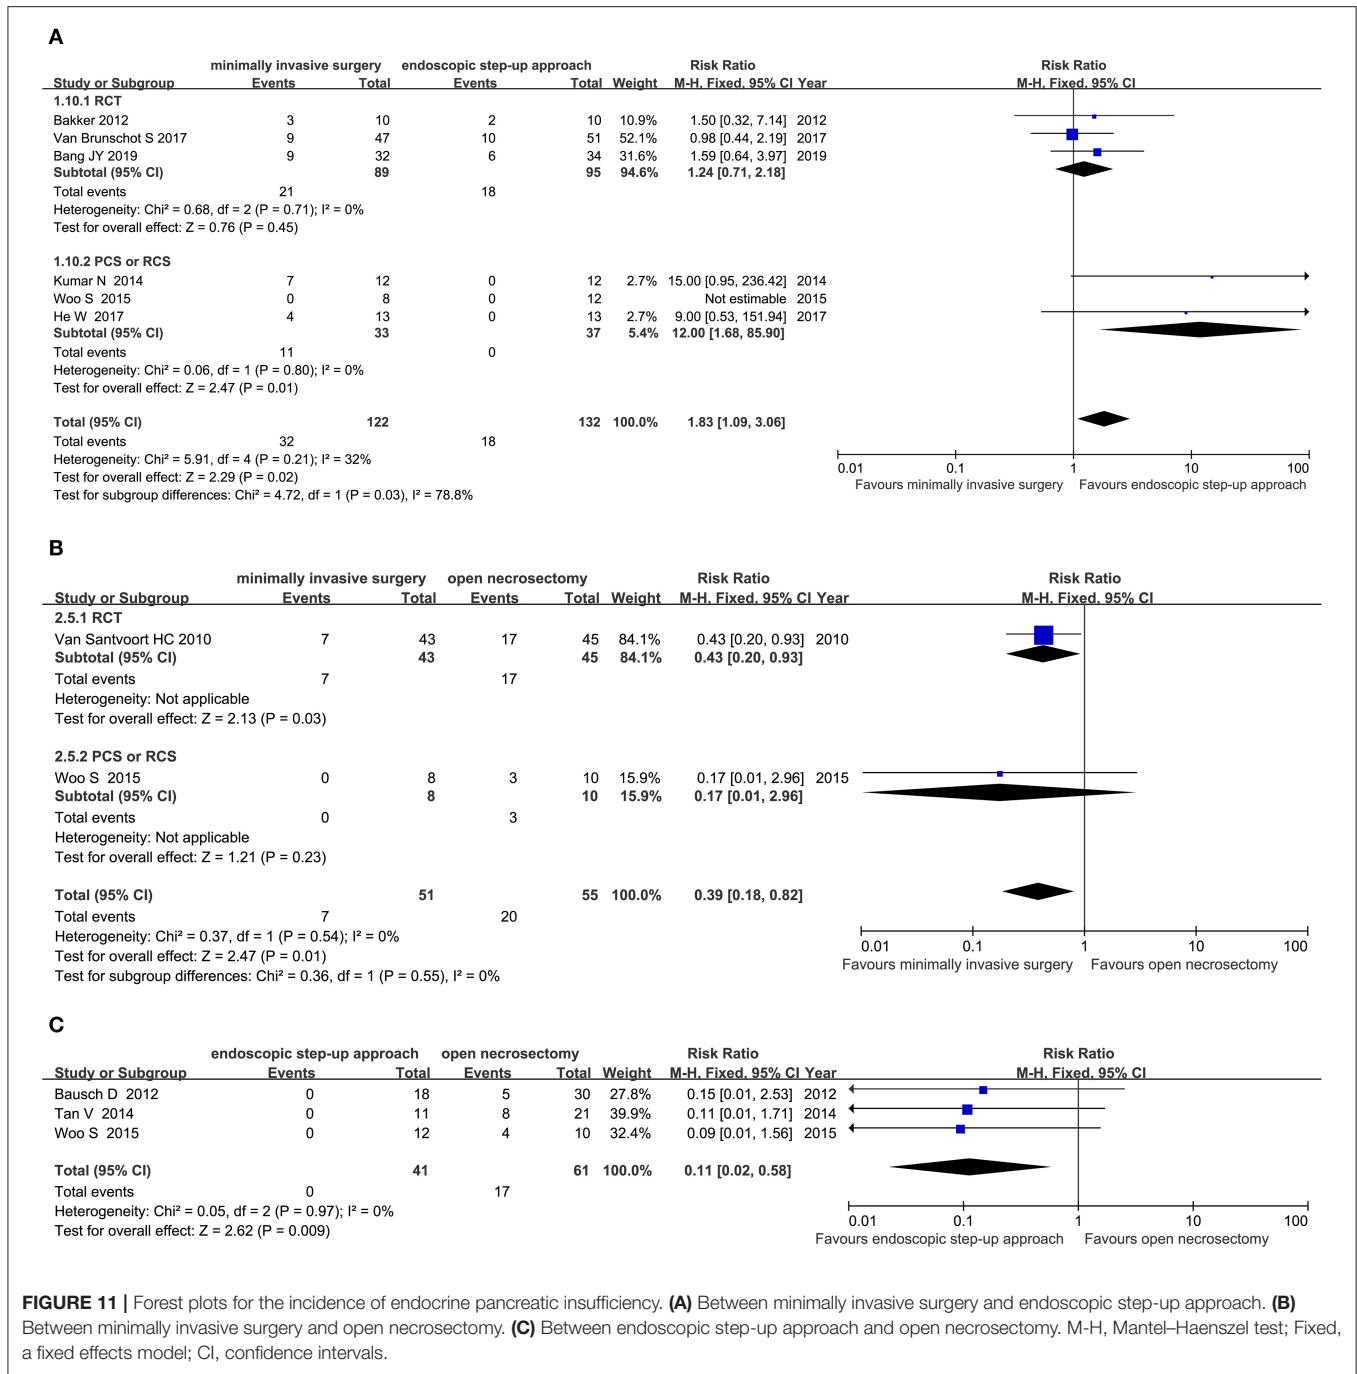 A
minimally invasive surgery endoscopic step-up approach Risk Ratio Risk Ratio
Study or Subgroup Events Total Events Total Weight M-H, Fixed, 95% CI Year M-H, Fixed, 95% CI
1.10.1 RCT
Bakker 2012 3 10 2 10 10.9% 1.50 [0.32, 7.14] 2012
Van Brunschot S 2017 9 47 10 51 52.1% 0.98 [0.44, 2.19] 2017
Bang JY 2019 9 32 6 34 31.6% 1.59 [0.64, 3.97] 2019
Subtotal (95% CI) 89 95 94.6% 1.24 [0.71, 2.18]
Total events 21 18
Heterogeneity: Chi² = 0.68, df = 2 (P = 0.71); I² = 0%
Test for overall effect: Z = 0.76 (P = 0.45)
1.10.2 PCS or RCS
Kumar N 2014 7 12 0 12 2.7% 15.00 [0.95, 236.42] 2014
Woo S 2015 0 8 0 12 Not estimable 2015
He W 2017 4 13 0 13 2.7% 9.00 [0.53, 151.94] 2017
Subtotal (95% CI) 33 37 5.4% 12.00 [1.68, 85.90]
Total events 11 0
Heterogeneity: Chi² = 0.06, df = 1 (P = 0.80); I² = 0%
Test for overall effect: Z = 2.47 (P = 0.01)
Total (95% CI) 122 132 100.0% 1.83 [1.09, 3.06]
Total events 32 18
Heterogeneity: Chi² = 5.91, df = 4 (P = 0.21); I² = 32%
Test for overall effect: Z = 2.29 (P = 0.02)
Test for subgroup differences: Chi² = 4.72, df = 1 (P = 0.03), I² = 78.8%
0.01 0.1 1 10 100
Favours minimally invasive surgery Favours endoscopic step-up approach
B
minimally invasive surgery open necrosectomy Risk Ratio Risk Ratio
Study or Subgroup Events Total Events Total Weight M-H, Fixed, 95% CI Year M-H, Fixed, 95% CI
2.5.1 RCT
Van Santvoort HC 2010 7 43 17 45 84.1% 0.43 [0.20, 0.93] 2010
Subtotal (95% CI) 43 45 84.1% 0.43 [0.20, 0.93]
Total events 7 17
Heterogeneity: Not applicable
Test for overall effect: Z = 2.13 (P = 0.03)
2.5.2 PCS or RCS
Woo S 2015 0 8 3 10 15.9% 0.17 [0.01, 2.96] 2015
Subtotal (95% CI) 8 10 15.9% 0.17 [0.01, 2.96]
Total events 0 3
Heterogeneity: Not applicable
Test for overall effect: Z = 1.21 (P = 0.23)
Total (95% CI) 51 55 100.0% 0.39 [0.18, 0.82]
Total events 7 20
Heterogeneity: Chi² = 0.37, df = 1 (P = 0.54); I² = 0%
Test for overall effect: Z = 2.47 (P = 0.01)
Test for subgroup differences: Chi² = 0.36, df = 1 (P = 0.55), I² = 0%
0.01 0.1 1 10 100
Favours minimally invasive surgery Favours open necrosectomy
C
endoscopic step-up approach open necrosectomy Risk Ratio Risk Ratio
Study or Subgroup Events Total Events Total Weight M-H, Fixed, 95% CI Year M-H, Fixed, 95% CI
Bausch D 2012 0 18 5 30 27.8% 0.15 [0.01, 2.53] 2012
Tan V 2014 0 11 8 21 39.9% 0.11 [0.01, 1.71] 2014
Woo S 2015 0 12 4 10 32.4% 0.09 [0.01, 1.56] 2015
Total (95% CI) 41 61 100.0% 0.11 [0.02, 0.58]
Total events 0 17
Heterogeneity: Chi² = 0.05, df = 2 (P = 0.97); I² = 0%
Test for overall effect: Z = 2.62 (P = 0.009)
0.01 0.1 1 10 100
Favours endoscopic step-up approach Favours open necrosectomy
FIGURE 11 | Forest plots for the incidence of endocrine pancreatic insufficiency. (A) Between minimally invasive surgery and endoscopic step-up approach. (B)
Between minimally invasive surgery and open necrosectomy. (C) Between endoscopic step-up approach and open necrosectomy. M-H, Mantel–Haenszel test; Fixed,
a fixed effects model; CI, confidence intervals.